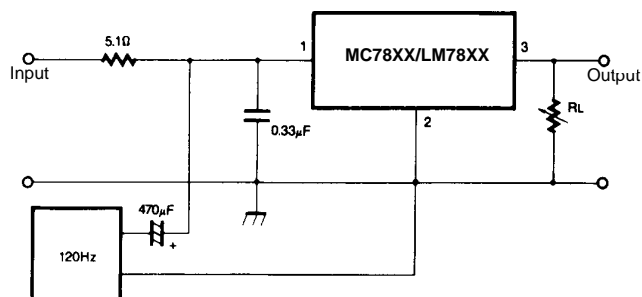 5.1Ω
Input
1
MC78XX/LM78XX
3
Output
0.33μF
2
RL
470μF
+
120Hz